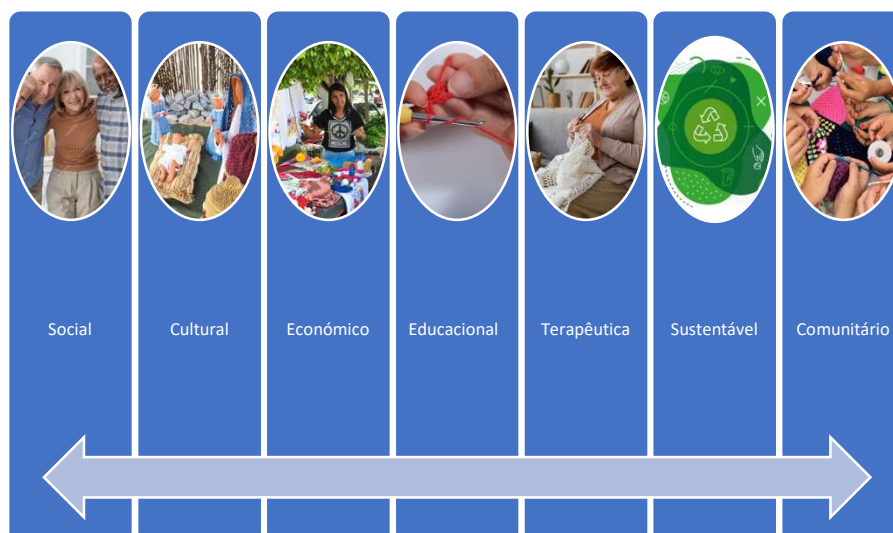 Social
Cultural
Económico
Educacional
Terapêutica
Sustentável
Comunitário